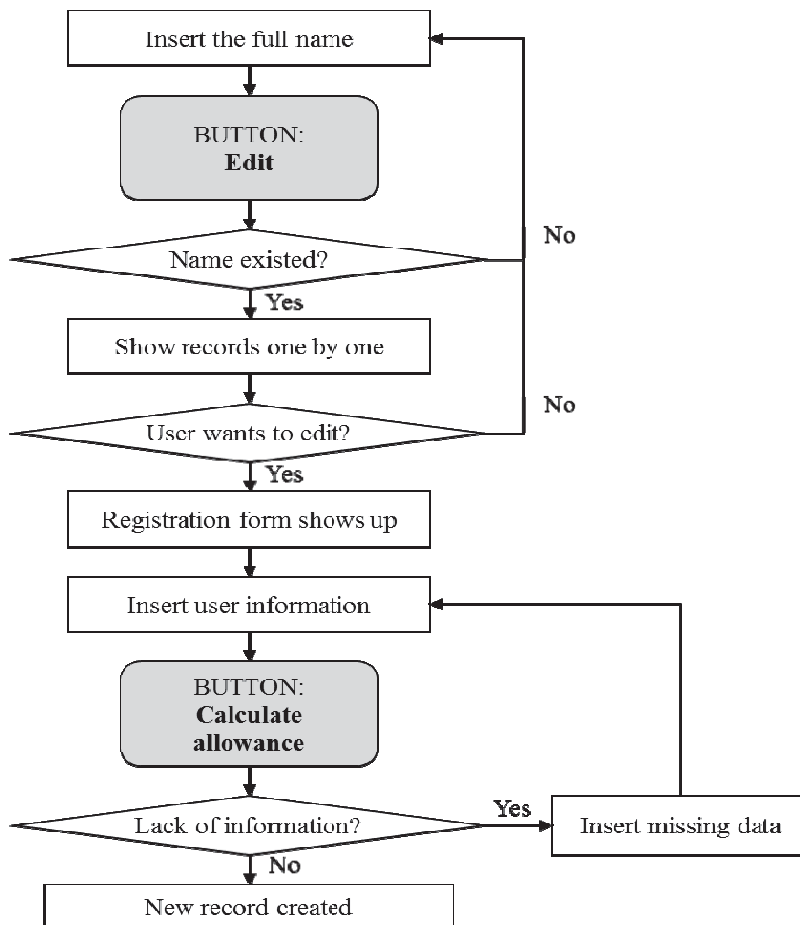 Insert the full name
BUTTON:
Edit
No
Name existed?
Yes
Show records one by one
No
User wants to edit?
Yes
Registration form shows up
Insert user information
BUTTON:
Calculate
allowance
Yes
Lack of information?
Insert missing data
No
New record created